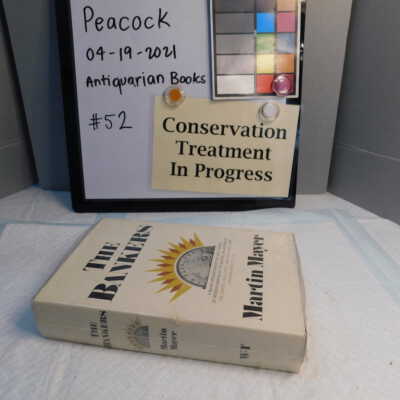 Peacock
04-19-2021
Antiquarian Books
#52
Conservation
Treatment
In Progress
THE
BANKERS
Martin Mayer
THE
BANKERS
Martin
Mayer